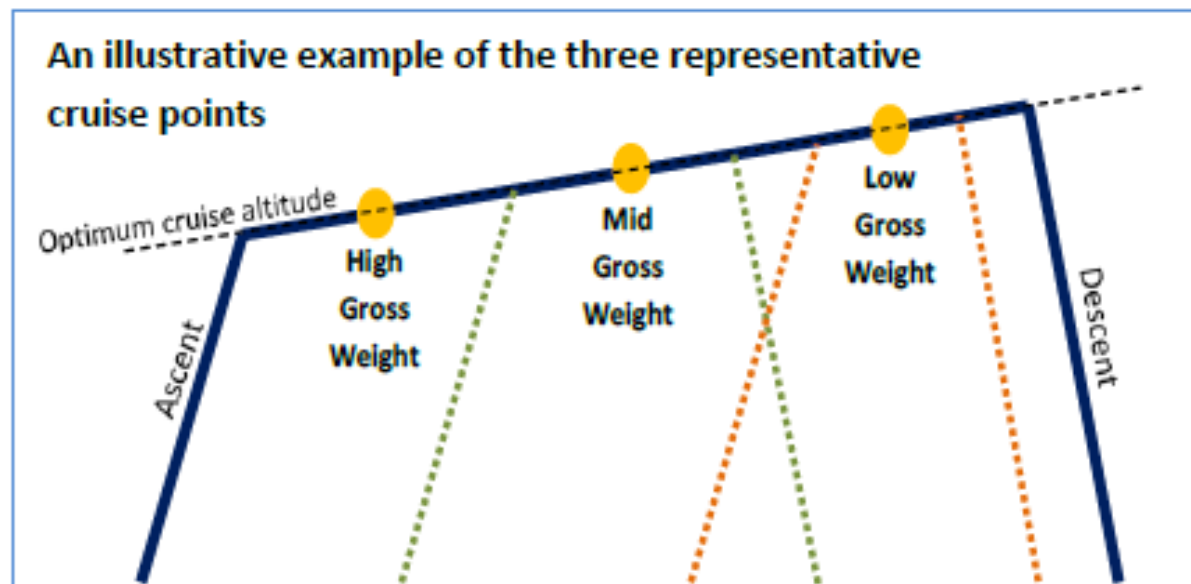 An illustrative example of the three representative
cruise points
Optimum cruise altitude
High
Gross
Weight
Mid
Gross
Weight
Low
Gross
Weight
Ascent
Descent